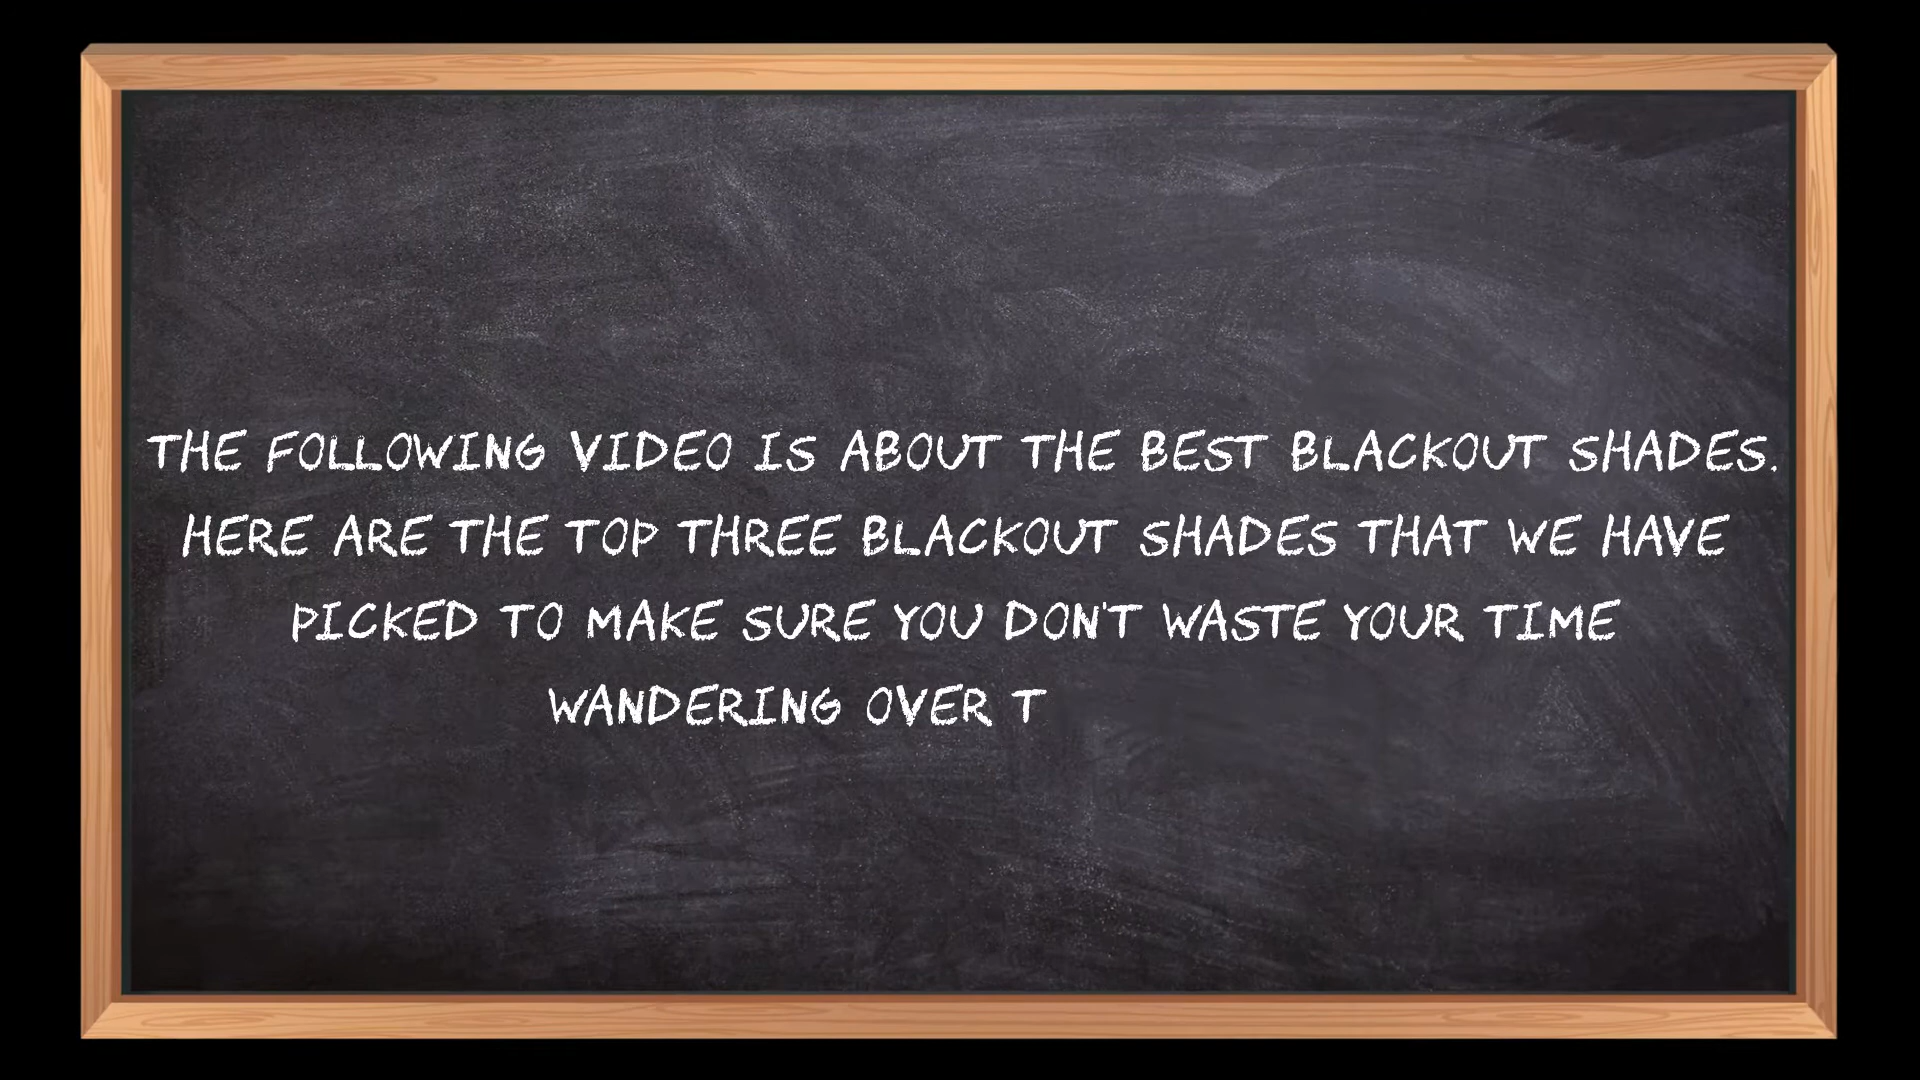 THE FOLLOWING VIDEO IS ABOUT THE BEST BLACKOUT SHADES.
HERE ARE THE TOP THREE BLACKOUT SHADES THAT WE HAVE
PICKED TO MAKE SURE YOU DON'T WASTE YOUR TIME
WANDERING OVER T